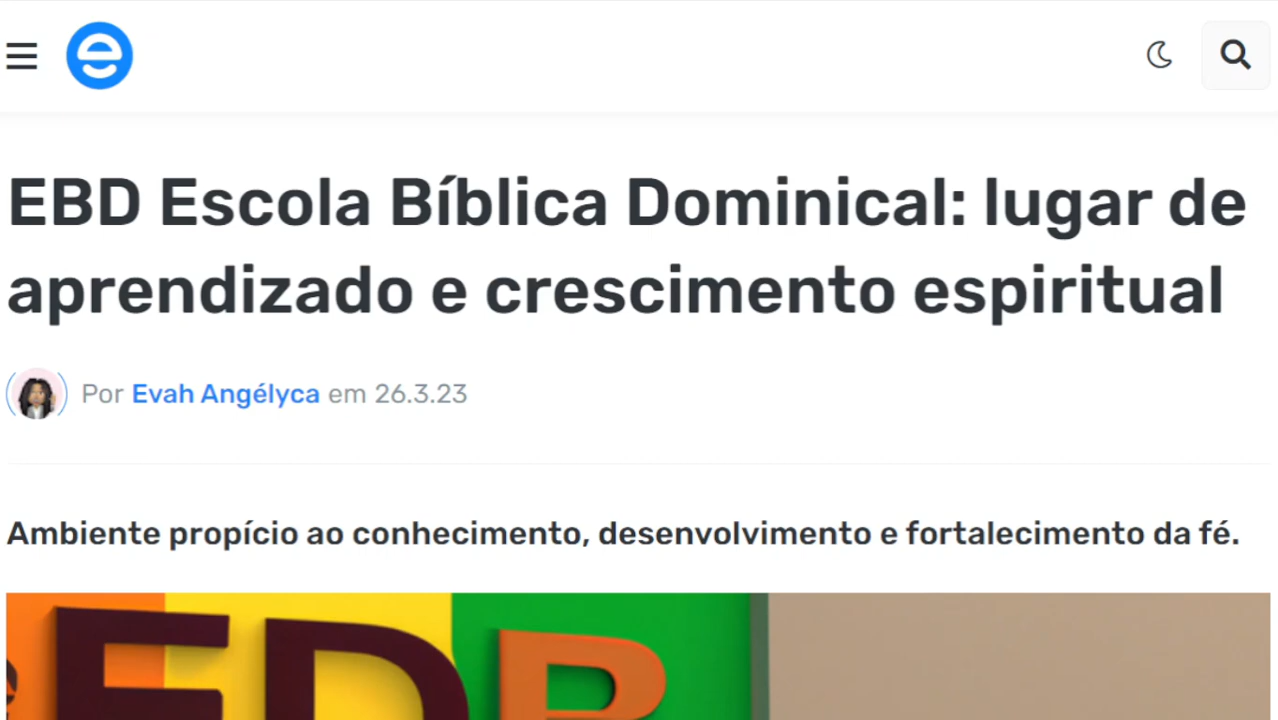 EBD Escola Bíblica Dominical: lugar de
aprendizado e crescimento espiritual
Por Evah Angélyca em 26.3.23
Ambiente propício ao conhecimento, desenvolvimento e fortalecimento da fé.
EDB